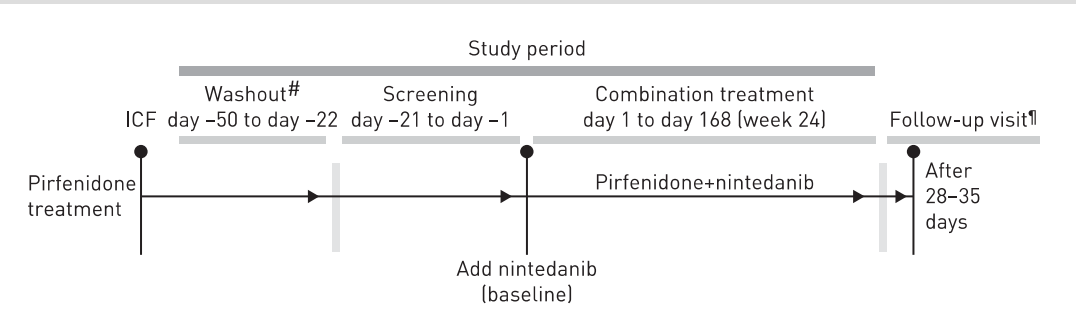 Study period
Washout#
day –50 to day –22
Screening
day –21 to day –1
Combination treatment
day 1 to day 168 (week 24)
ICF
Follow-up visit¶
Pirfenidone
treatment
Pirfenidone+nintedanib
After
28–35
days
Add nintedanib
(baseline)